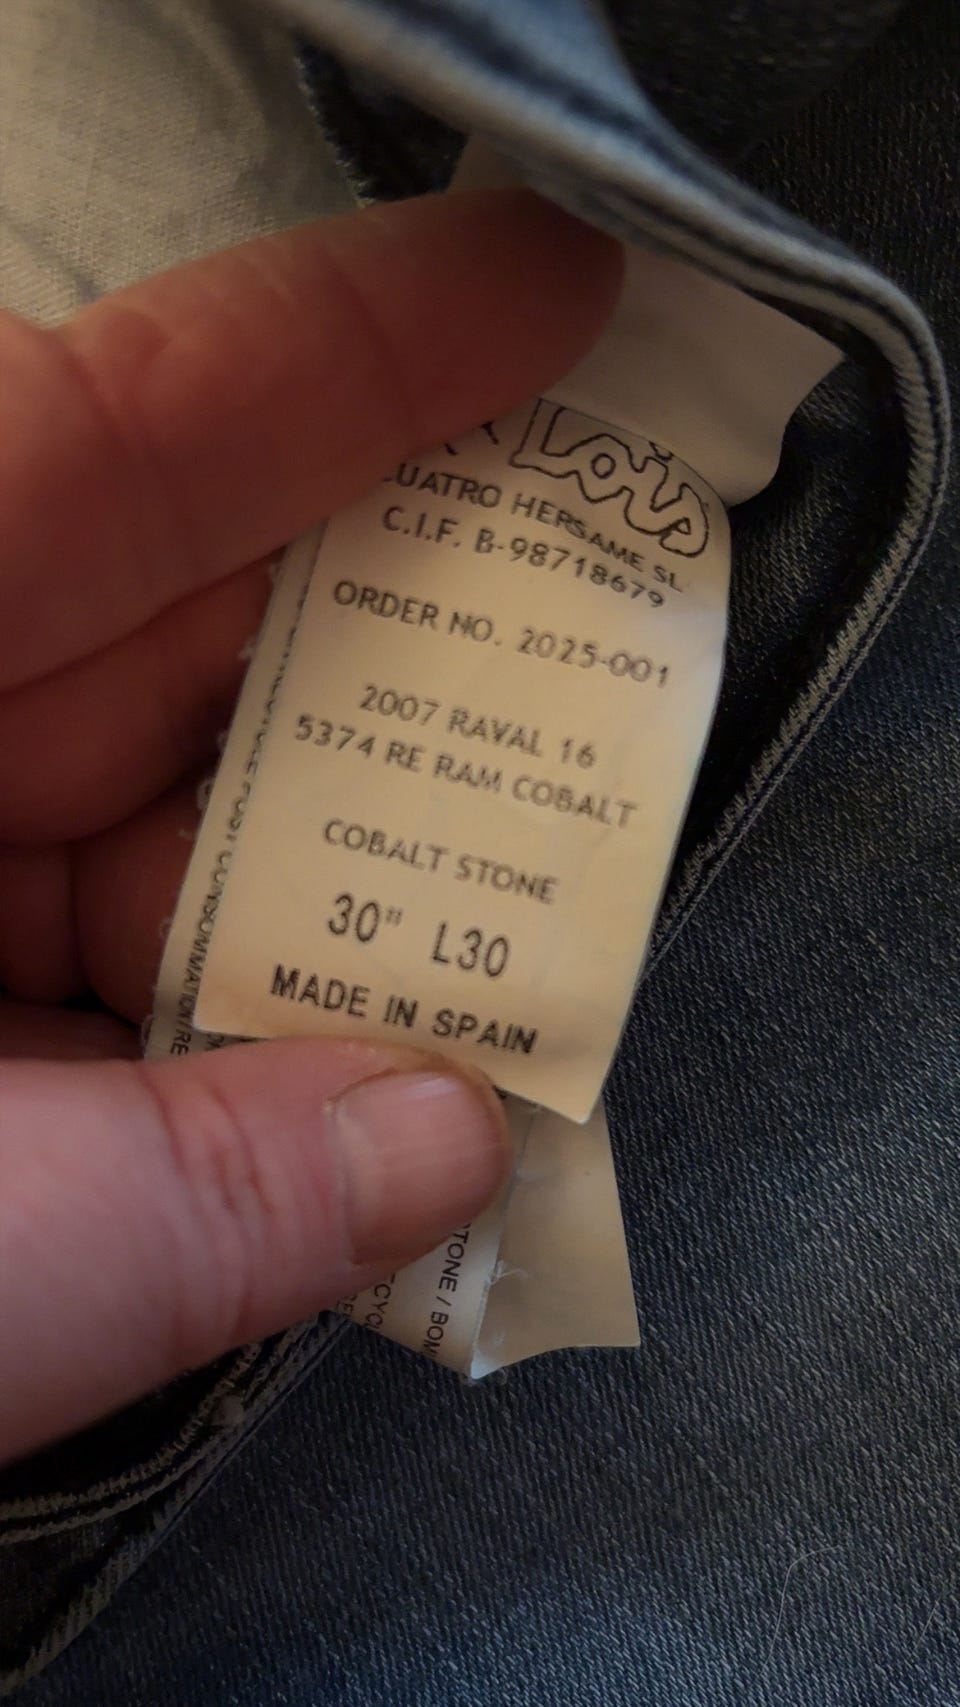 Lois
CUATRO HERSAME SL
C.I.F. B-98718679
ORDER NO. 2025-001
2007 RAVAL 16
5374 RE RAM COBALT
COBALT STONE
30" L30
MADE IN SPAIN